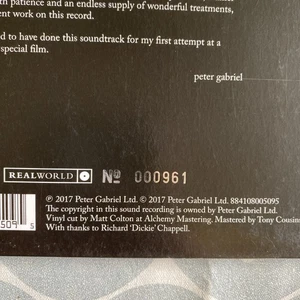 patience and an endless supply of wonderful treatments,
ent work on this record.
d to have done this soundtrack for my first attempt at a
special film.
peter gabriel
REALWORLD Nº 000961
℗ 2017 Peter Gabriel Ltd. © 2017 Peter Gabriel Ltd. 884108005095
The copyright in this sound recording is owned by Peter Gabriel Ltd.
Vinyl cut by Matt Colton at Alchemy Mastering. Mastered by Tony Cousin
With thanks to Richard 'Dickie' Chappell.
509 5